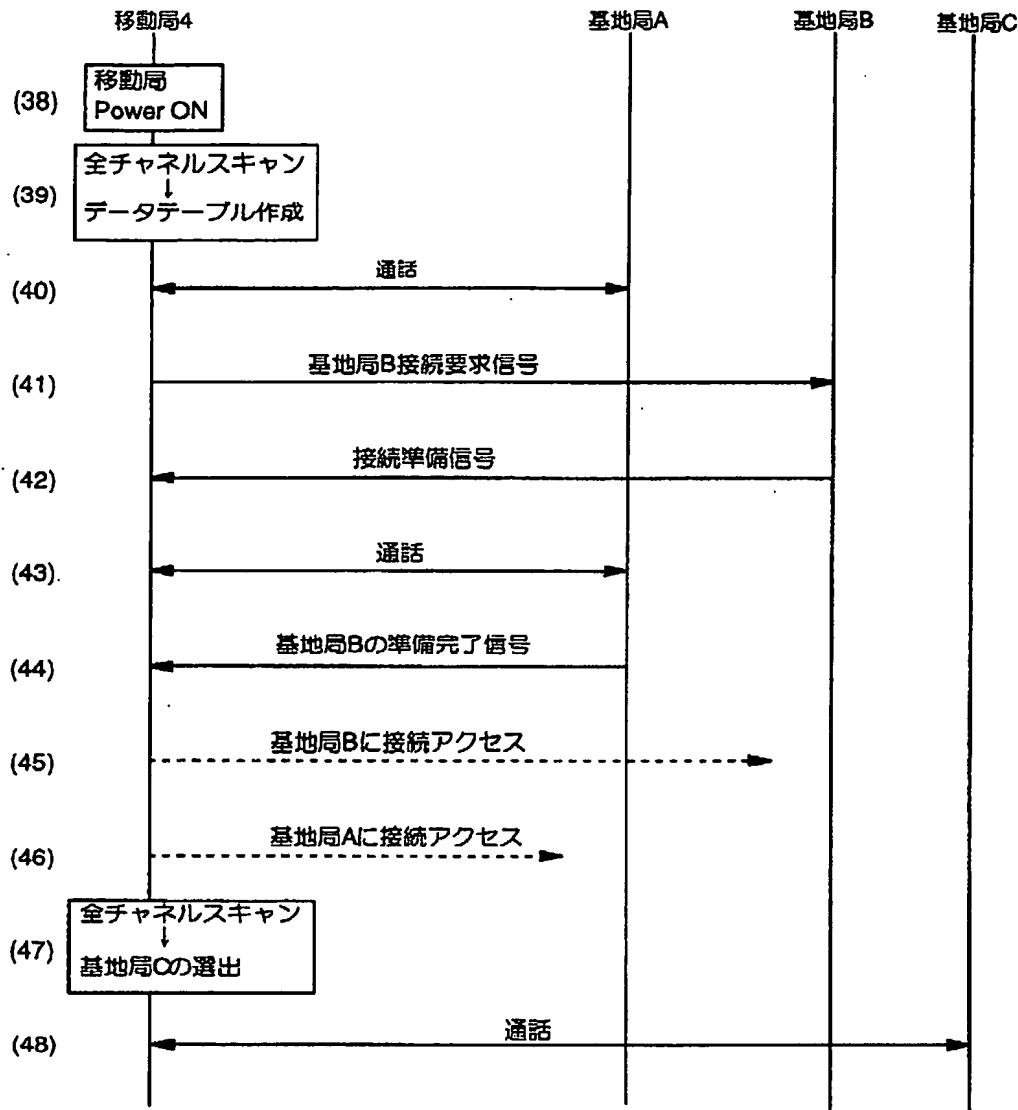 移動局4 基地局A 基地局B 基地局C
(38) 移動局
Power ON
(39) 全チャネルスキャン
↓
データテーブル作成
(40) 通話
(41) 基地局B接続要求信号
(42) 接続準備信号
(43) 通話
(44) 基地局Bの準備完了信号
(45) 基地局Bに接続アクセス
(46) 基地局Aに接続アクセス
(47) 全チャネルスキャン
↓
基地局Cの選出
(48) 通話